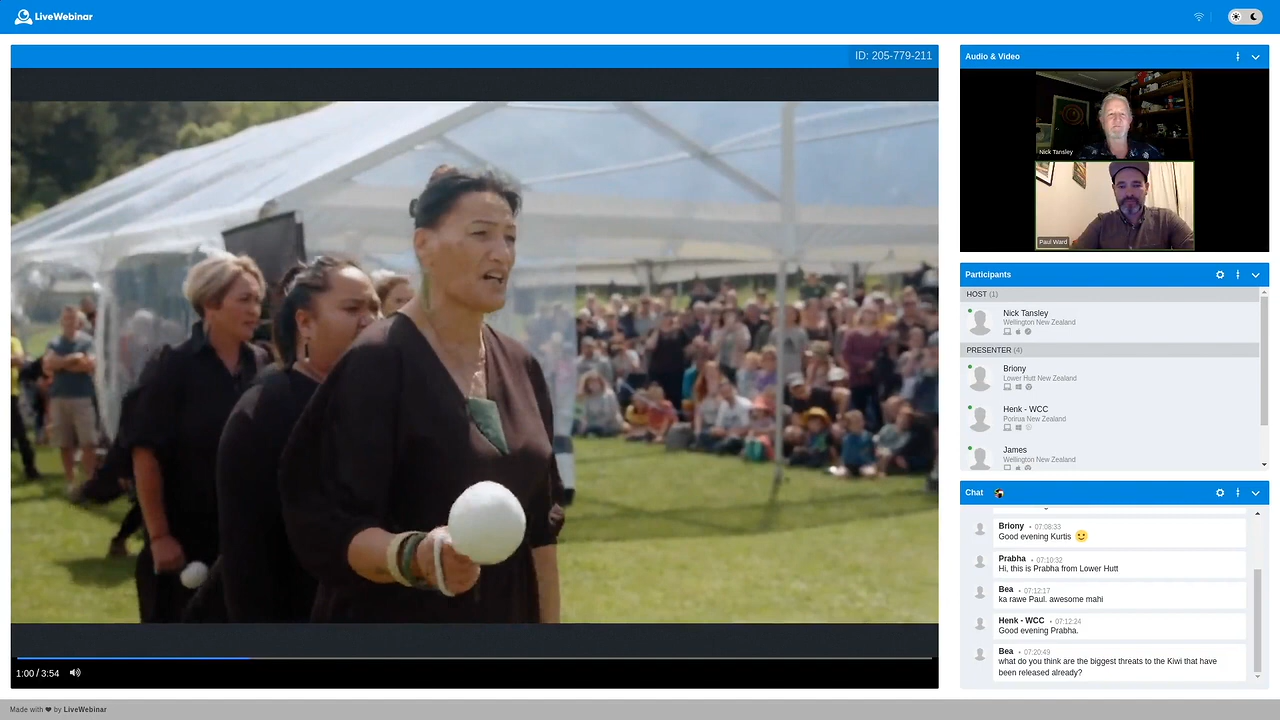 LiveWebinar
ID: 205-779-211
1:00 / 3:54
Audio & Video
Nick Tansley
Paul Ward
Participants
HOST (1)
Nick Tansley
Wellington New Zealand
PRESENTER (4)
Briony
Lower Hutt New Zealand
Henk - WCC
Porirua New Zealand
James
Wellington New Zealand
Chat
Briony • 07:08:33
Good evening Kurtis 🙂
Prabha • 07:10:32
Hi, this is Prabha from Lower Hutt
Bea • 07:12:17
ka rawe Paul. awesome mahi
Henk - WCC • 07:12:24
Good evening Prabha.
Bea • 07:20:49
what do you think are the biggest threats to the Kiwi that have
been released already?
Made with ❤ by LiveWebinar